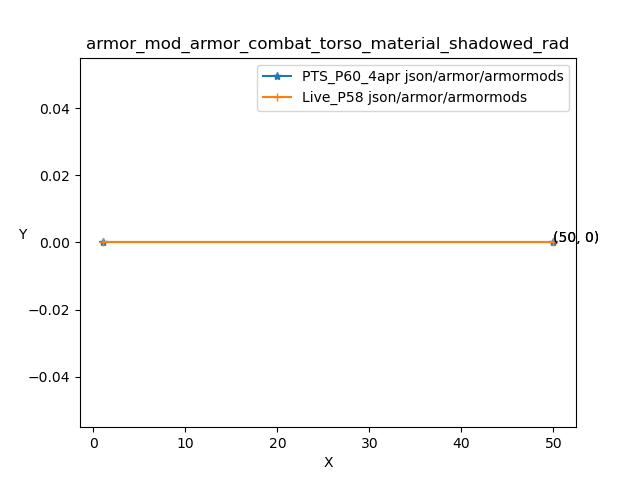 armor_mod_armor_combat_torso_material_shadowed_rad
PTS_P60_4apr json/armor/armormods
Live_P58 json/armor/armormods
0.04
0.02
0.00
−0.02
−0.04
Y
(50, 0)
0
10
20
30
40
50
X